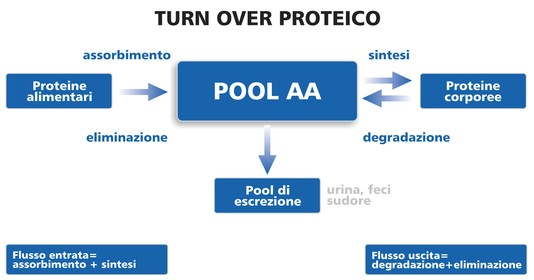 TURN OVER PROTEICO
assorbimento
sintesi
Proteine
alimentari
POOL AA
Proteine
corporee
eliminazione
degradazione
Pool di
escrezione
urina, feci
sudore
Flusso entrata=
assorbimento + sintesi
Flusso uscita=
degradazione+eliminazione